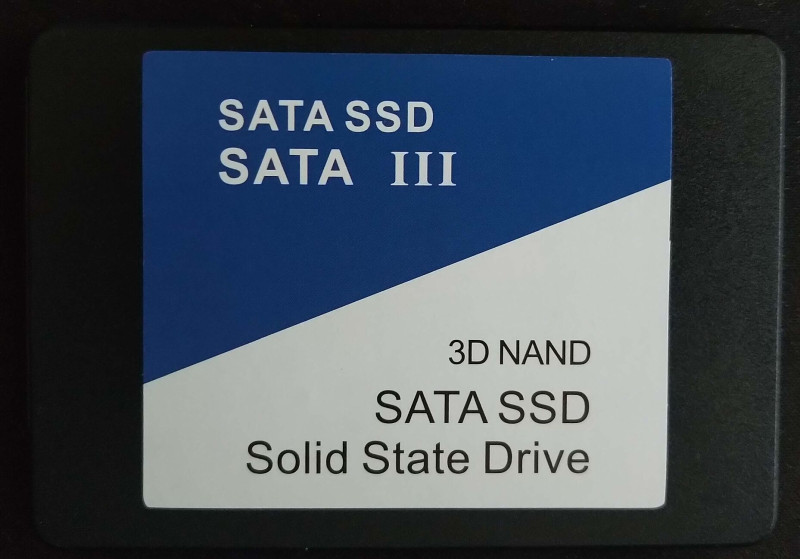 SATA SSD
SATA III
3D NAND
SATA SSD
Solid State Drive